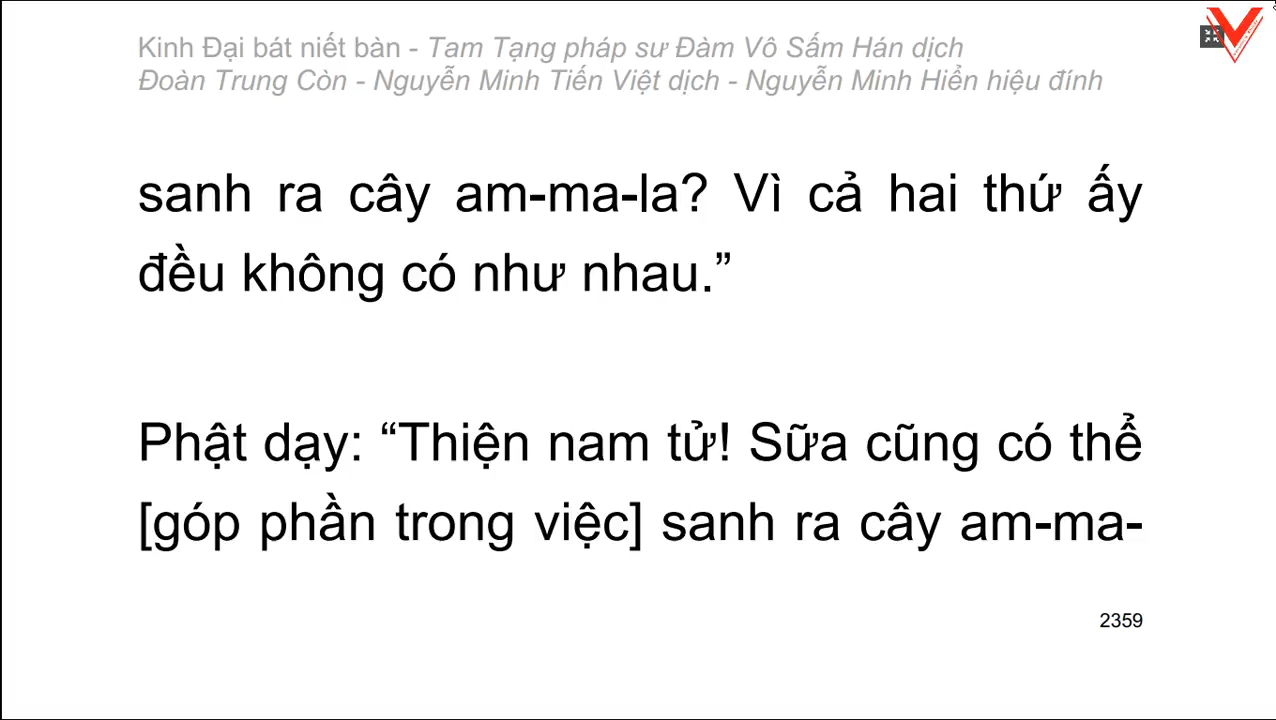 Kinh Đại bát niết bàn - Tam Tạng pháp sư Đàm Vô Sấm Hán dịch
Đoàn Trung Còn - Nguyễn Minh Tiến Việt dịch - Nguyễn Minh Hiển hiệu đính
sanh ra cây am-ma-la? Vì cả hai thứ ấy
đều không có như nhau.”
Phật dạy: “Thiện nam tử! Sữa cũng có thể
[góp phần trong việc] sanh ra cây am-ma-
2359